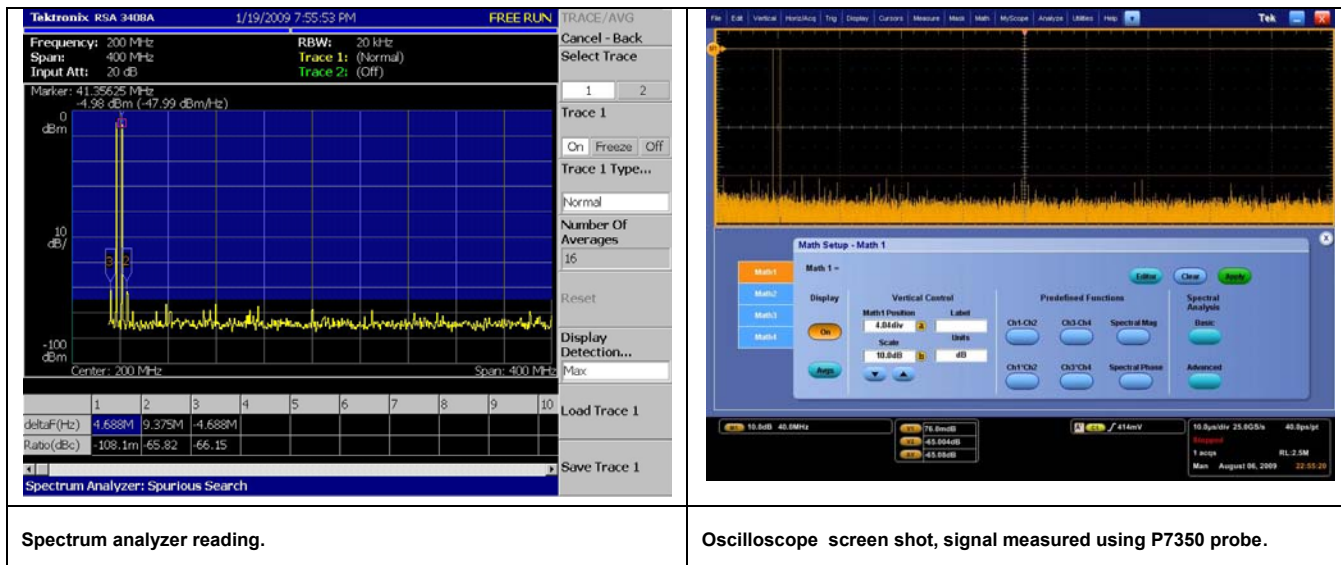 Tektronix RSA 3408A 1/19/2009 7:55:53 PM FREE RUN
TRACE/AVG
Frequency: 200 MHz RBW: 20 kHz
Span: 400 MHz Trace 1: (Normal)
Input Att: 20 dB Trace 2: (Off)
Cancel - Back
Select Trace
1 2
Marker: 41.35625 MHz
-4.98 dBm (-47.99 dBm/Hz)
0
dBm
10
dB/
3 2
-100
dBm
Center: 200 MHz Span: 400 MHz
Trace 1
On Freeze Off
Trace 1 Type...
Normal
Number Of
Averages
16
Reset
Display
Detection...
Max
Load Trace 1
Save Trace 1
1 2 3 4 5 6 7 8 9 10
deltaF(Hz) 4.688M 9.375M -4.688M
Ratio(dBc) -108.1m -65.82 -66.15
Spectrum Analyzer: Spurious Search
File Edit Vertical Horiz/Acq Trig Display Cursors Measure Mask Math MyScope Analyze Utilities Help Tek
Math Setup - Math 1
Math1
Math2
Math3
Math4
Math 1 =
Editor Clear Apply
Display
On
Avgs
Vertical Control
Math1 Position Label
4.04div a
Scale Units
10.0dB b dB
Predefined Functions
Ch1-Ch2 Ch3-Ch4 Spectral Mag
Ch1*Ch2 Ch3*Ch4 Spectral Phase
Spectral
Analysis
Basic
Advanced
10.0dB 40.0MHz
76.0mdB
-65.004dB
-65.08dB
A C1 414mV
10.0µs/div 25.0GS/s 40.0ps/pt
Stopped
1 acqs RL:2.5M
Man August 06, 2009 22:55:20
Spectrum analyzer reading.
Oscilloscope screen shot, signal measured using P7350 probe.